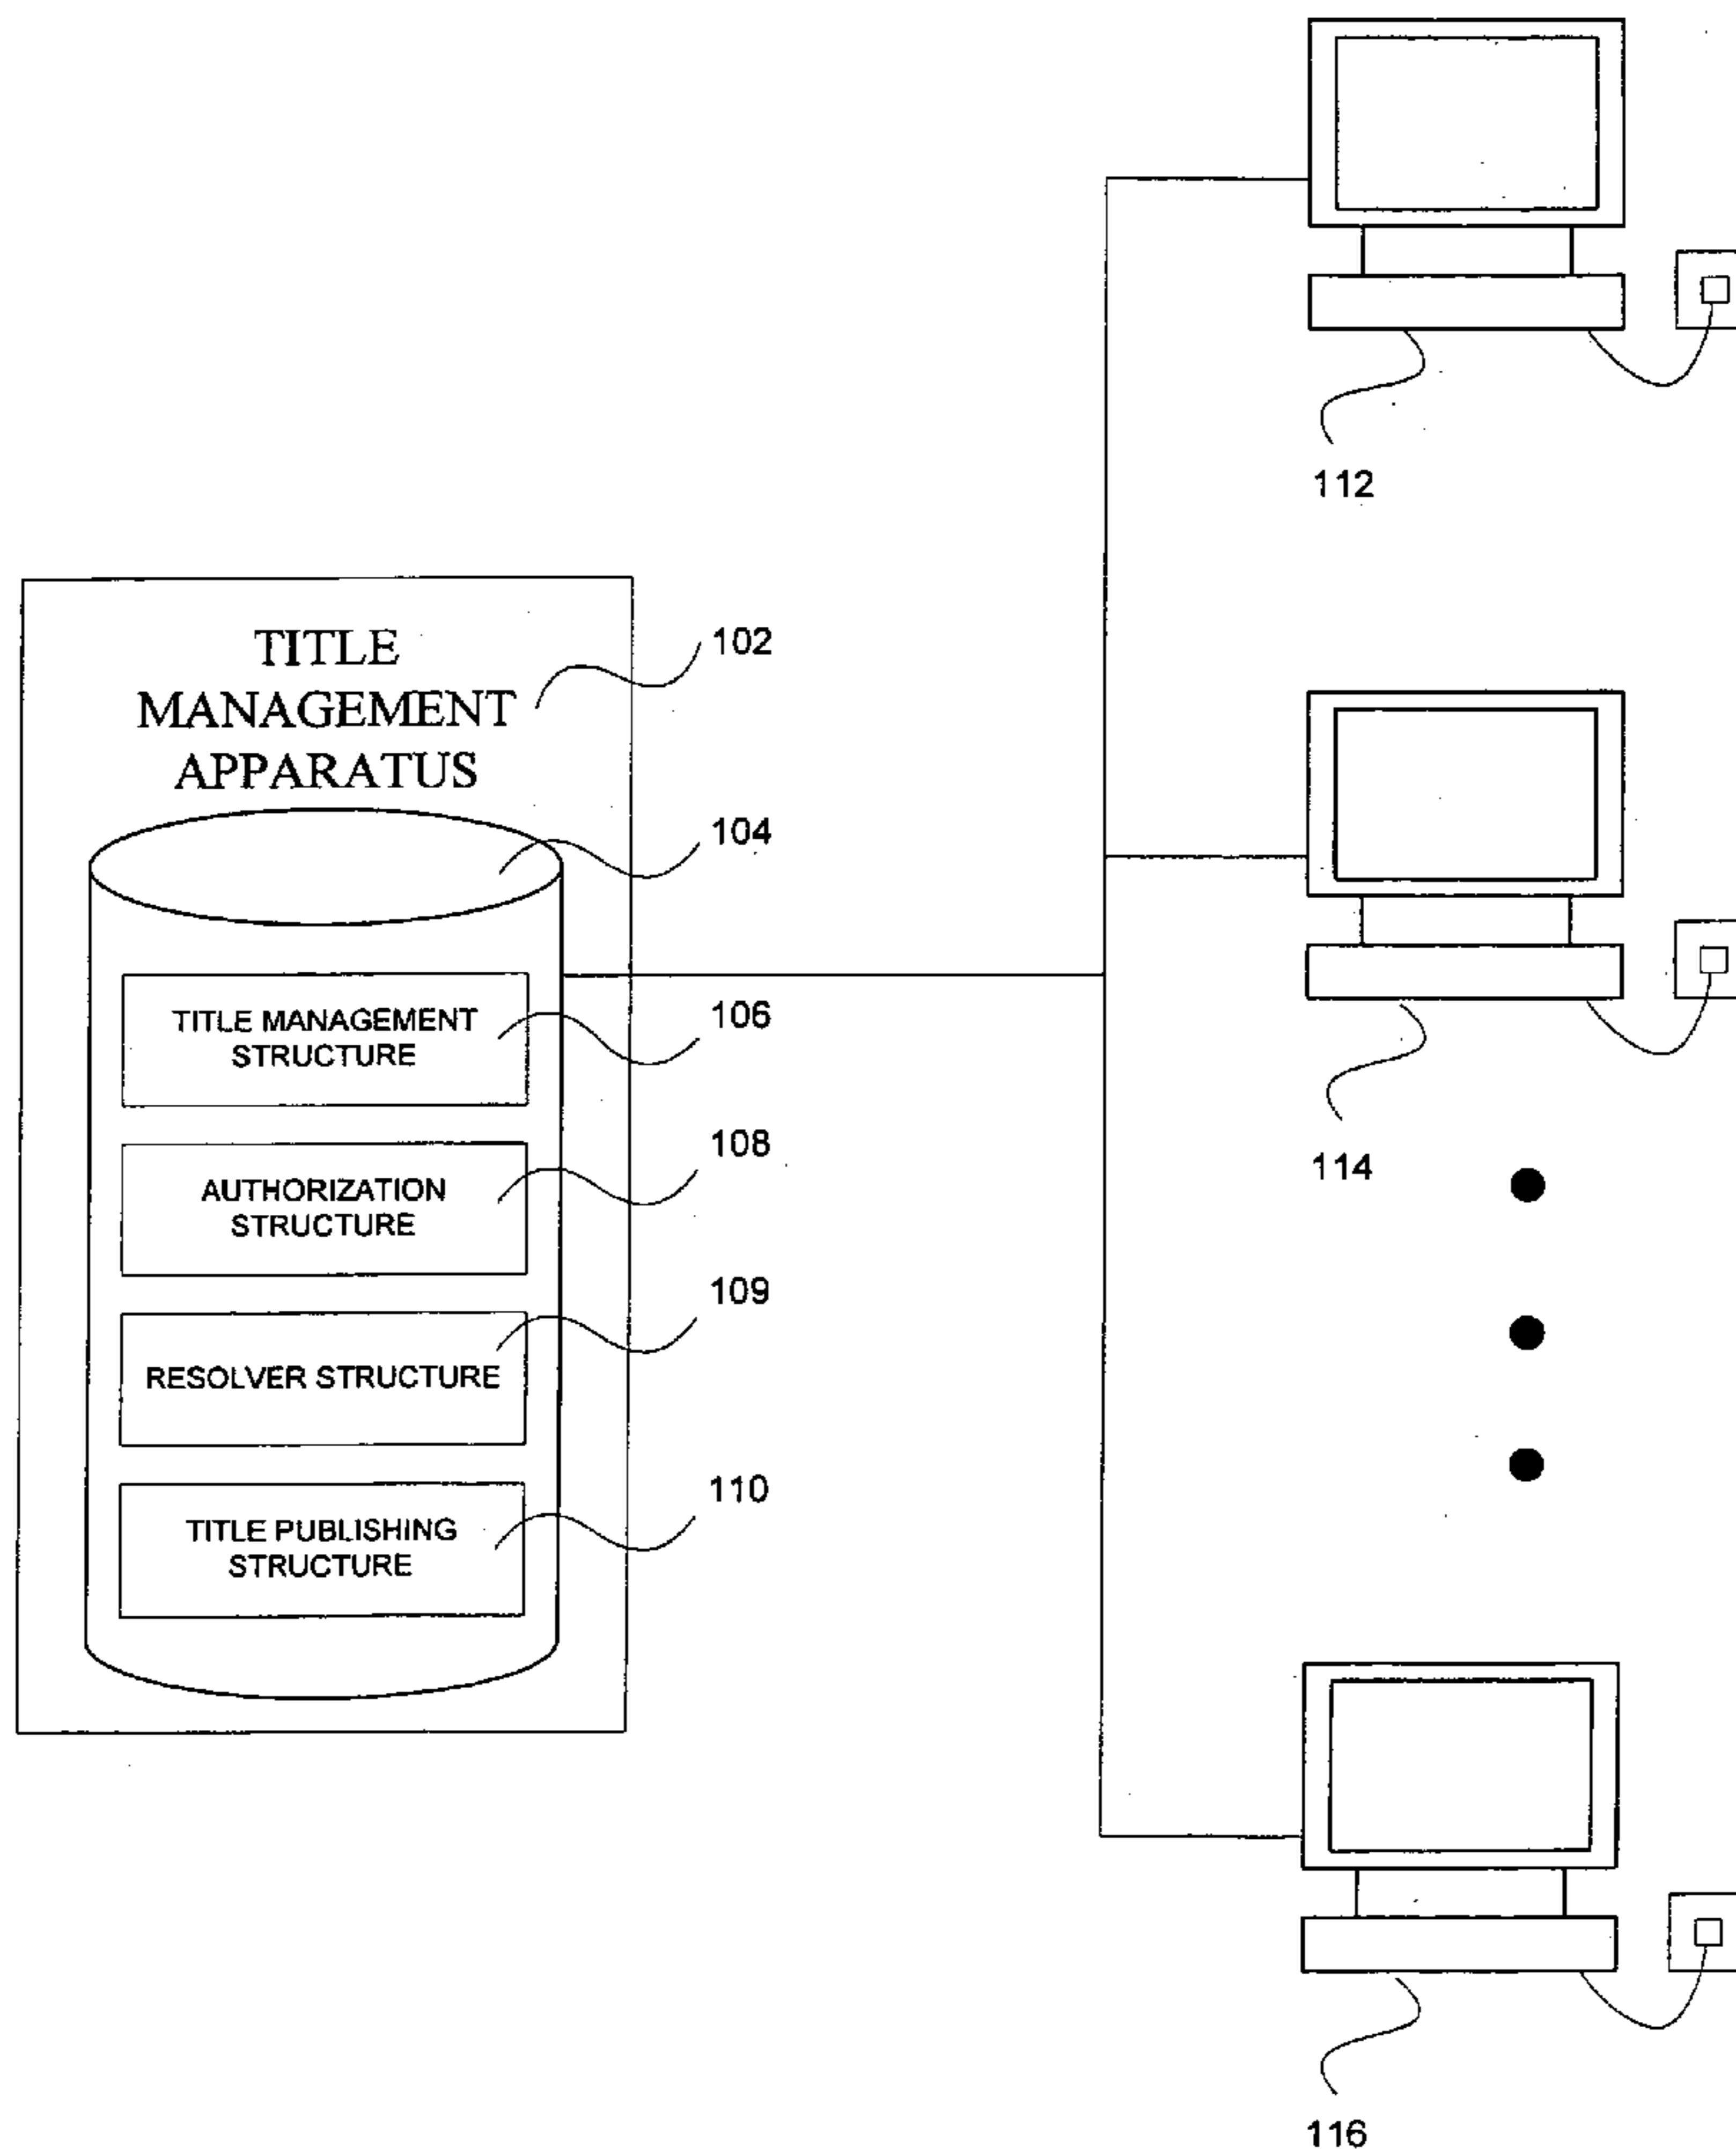 TITLE
MANAGEMENT
APPARATUS
102
104
TITLE MANAGEMENT
STRUCTURE
106
AUTHORIZATION
STRUCTURE
108
RESOLVER STRUCTURE
109
TITLE PUBLISHING
STRUCTURE
110
112
114
116